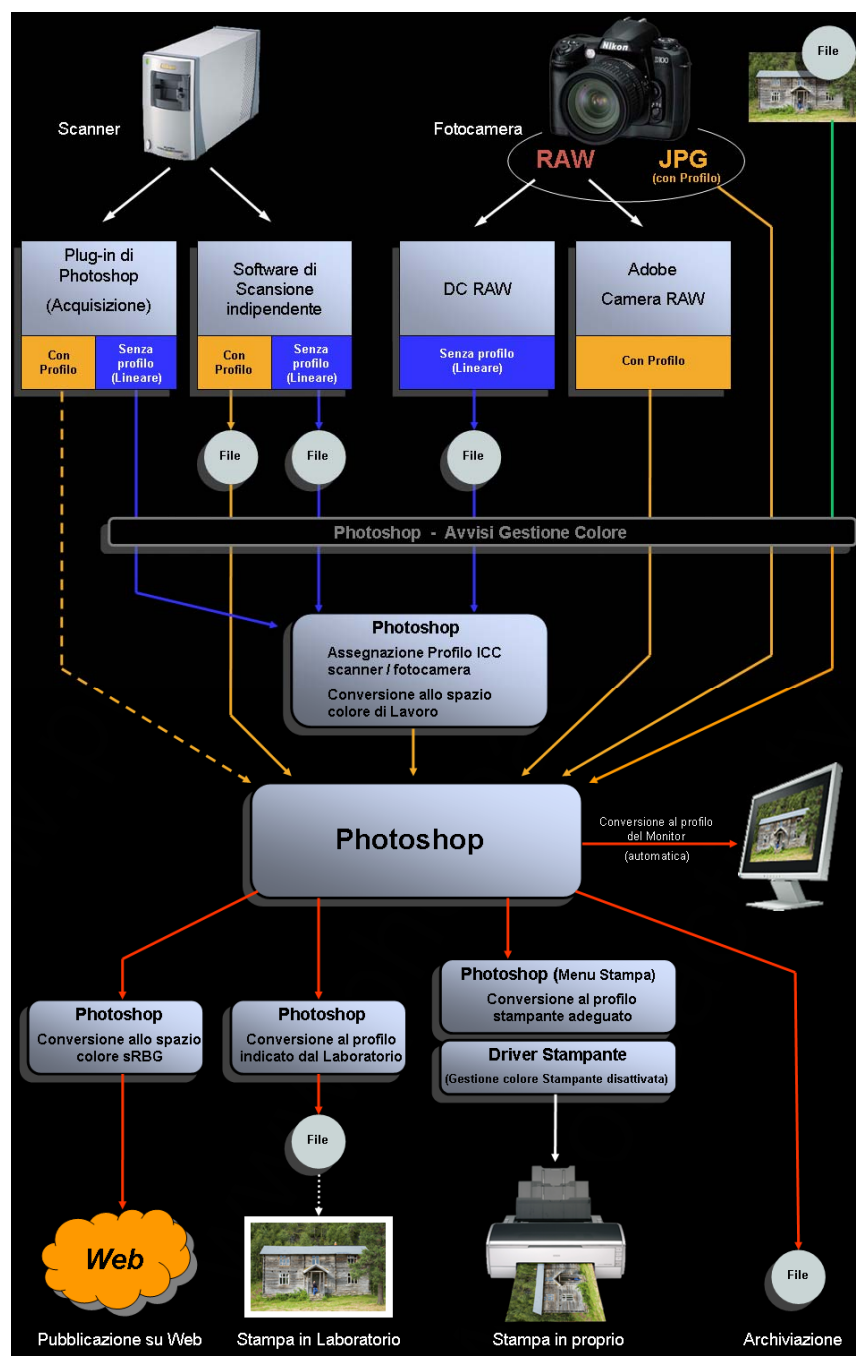 File
Nikon
D100
Scanner
Fotocamera
RAW
JPG
(con Profilo)
Plug-in di
Photoshop
(Acquisizione)
Con
Profilo
Senza
profilo
(Lineare)
Software di
Scansione
indipendente
Con
Profilo
Senza
profilo
(Lineare)
DC RAW
Senza profilo
(Lineare)
Adobe
Camera RAW
Con Profilo
File
File
File
Photoshop - Avvisi Gestione Colore
Photoshop
Assegnazione Profilo ICC
scanner / fotocamera
Conversione allo spazio
colore di Lavoro
Photoshop
Conversione al profilo
del Monitor
(automatica)
Photoshop
Conversione allo spazio
colore sRBG
Photoshop
Conversione al profilo
indicato dal Laboratorio
Photoshop (Menu Stampa)
Conversione al profilo
stampante adeguato
Driver Stampante
(Gestione colore Stampante disattivata)
File
Web
File
Pubblicazione su Web
Stampa in Laboratorio
Stampa in proprio
Archiviazione